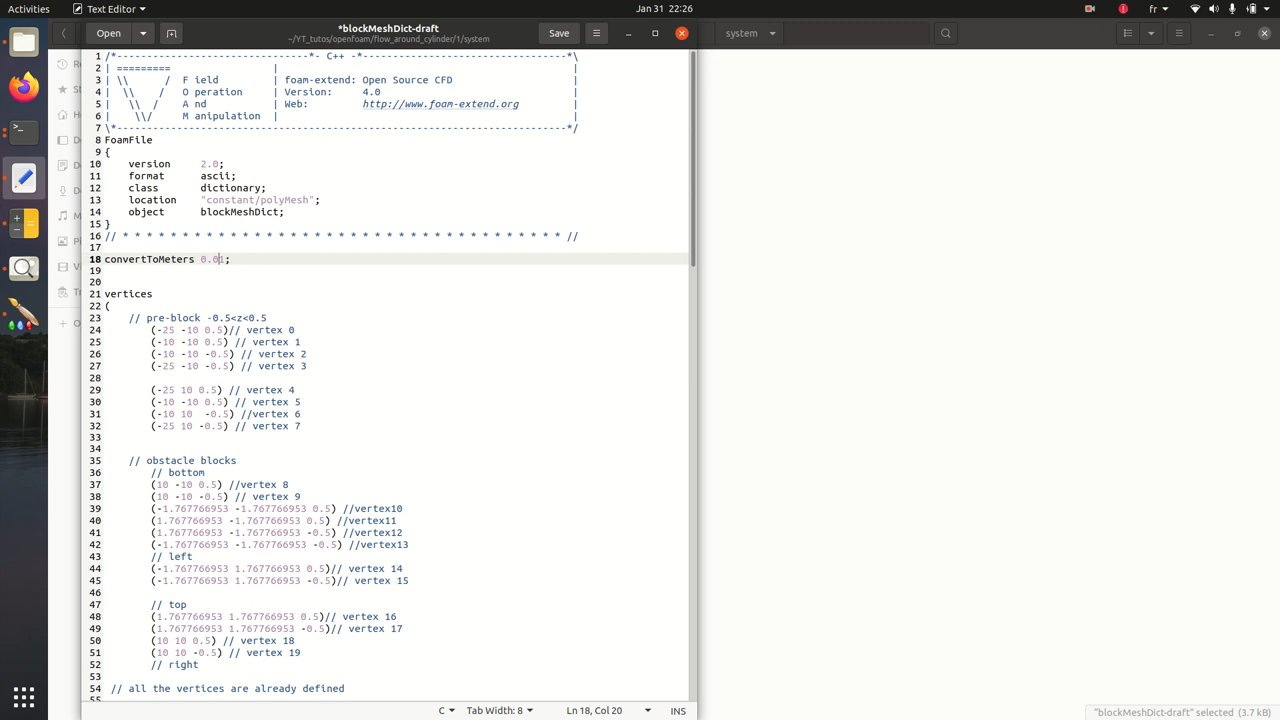 Activities
Text Editor
Jan 31 22:26
fr
Open
*blockMeshDict-draft
~/YT_tutos/openfoam/flow_around_cylinder/1/system
Save
system
1 /*---------------------------------*- C++ -*----------------------------------*\
2 | ========= | |
3 | \\ / F ield | foam-extend: Open Source CFD |
4 | \\ / O peration | Version: 4.0 |
5 | \\ / A nd | Web: http://www.foam-extend.org |
6 | \\/ M anipulation | |
7 \*---------------------------------------------------------------------------*/
8 FoamFile
9 {
10 version 2.0;
11 format ascii;
12 class dictionary;
13 location "constant/polyMesh";
14 object blockMeshDict;
15 }
16 // * * * * * * * * * * * * * * * * * * * * * * * * * * * * * * * * * * * * * //
17
18 convertToMeters 0.01;
19
20
21 vertices
22 (
23 // pre-block -0.5<z<0.5
24 (-25 -10 0.5)// vertex 0
25 (-10 -10 0.5) // vertex 1
26 (-10 -10 -0.5) // vertex 2
27 (-25 -10 -0.5) // vertex 3
28
29 (-25 10 0.5) // vertex 4
30 (-10 -10 0.5) // vertex 5
31 (-10 10 -0.5) //vertex 6
32 (-25 10 -0.5) // vertex 7
33
34
35 // obstacle blocks
36 // bottom
37 (10 -10 0.5) //vertex 8
38 (10 -10 -0.5) // vertex 9
39 (-1.767766953 -1.767766953 0.5) //vertex10
40 (1.767766953 -1.767766953 0.5) //vertex11
41 (1.767766953 -1.767766953 -0.5) //vertex12
42 (-1.767766953 -1.767766953 -0.5) //vertex13
43 // left
44 (-1.767766953 1.767766953 0.5)// vertex 14
45 (-1.767766953 1.767766953 -0.5)// vertex 15
46
47 // top
48 (1.767766953 1.767766953 0.5)// vertex 16
49 (1.767766953 1.767766953 -0.5)// vertex 17
50 (10 10 0.5) // vertex 18
51 (10 10 -0.5) // vertex 19
52 // right
53
54 // all the vertices are already defined
55
C
Tab Width: 8
Ln 18, Col 20
INS
"blockMeshDict-draft" selected (3.7 kB)